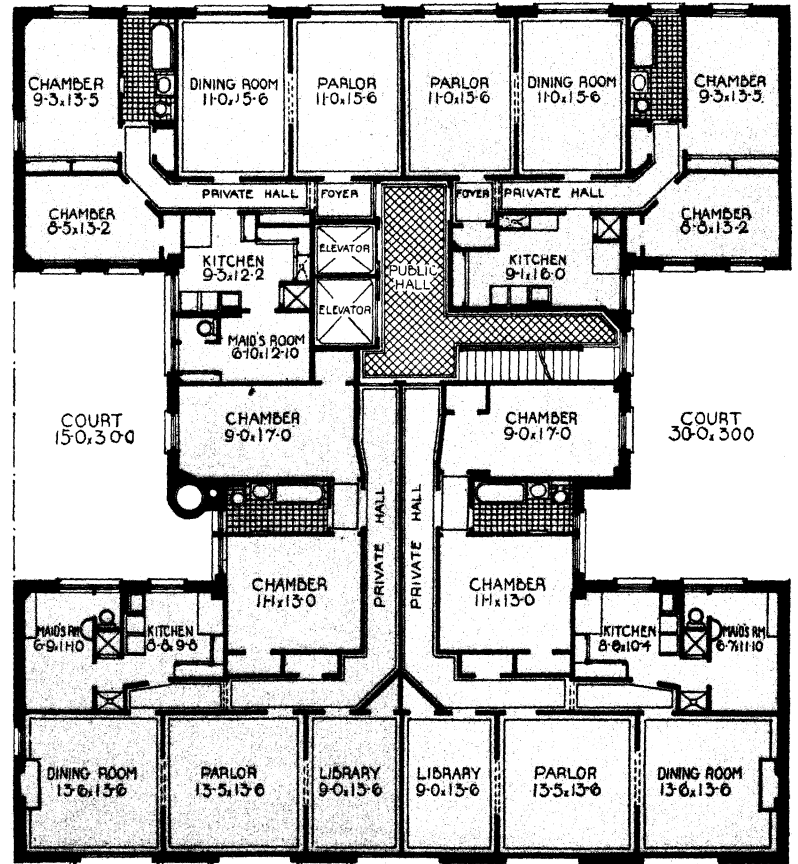 CHAMBER
9-3x13-5
DINING ROOM
11-0x15-6
PARLOR
11-0x15-6
PARLOR
11-0x15-6
DINING ROOM
11-0x15-6
CHAMBER
9-3x13-5
PRIVATE HALL
FOYER
FOYER
PRIVATE HALL
CHAMBER
8-5x13-2
CHAMBER
8-8x13-2
KITCHEN
9-3x12-2
ELEVATOR
PUBLIC
HALL
KITCHEN
9-1x16-0
ELEVATOR
MAID'S ROOM
6-10x12-10
COURT
15-0x30-0
CHAMBER
9-0x17-0
CHAMBER
9-0x17-0
COURT
30-0x300
PRIVATE HALL
PRIVATE HALL
CHAMBER
11-1x13-0
CHAMBER
11-1x13-0
MAID'S RM
6-9x11-10
KITCHEN
8-8x9-8
KITCHEN
8-8x10-4
MAID'S RM
6-7x11-10
DINING ROOM
13-6x13-6
PARLOR
13-5x13-6
LIBRARY
9-0x13-6
LIBRARY
9-0x13-6
PARLOR
13-5x13-6
DINING ROOM
13-6x13-6